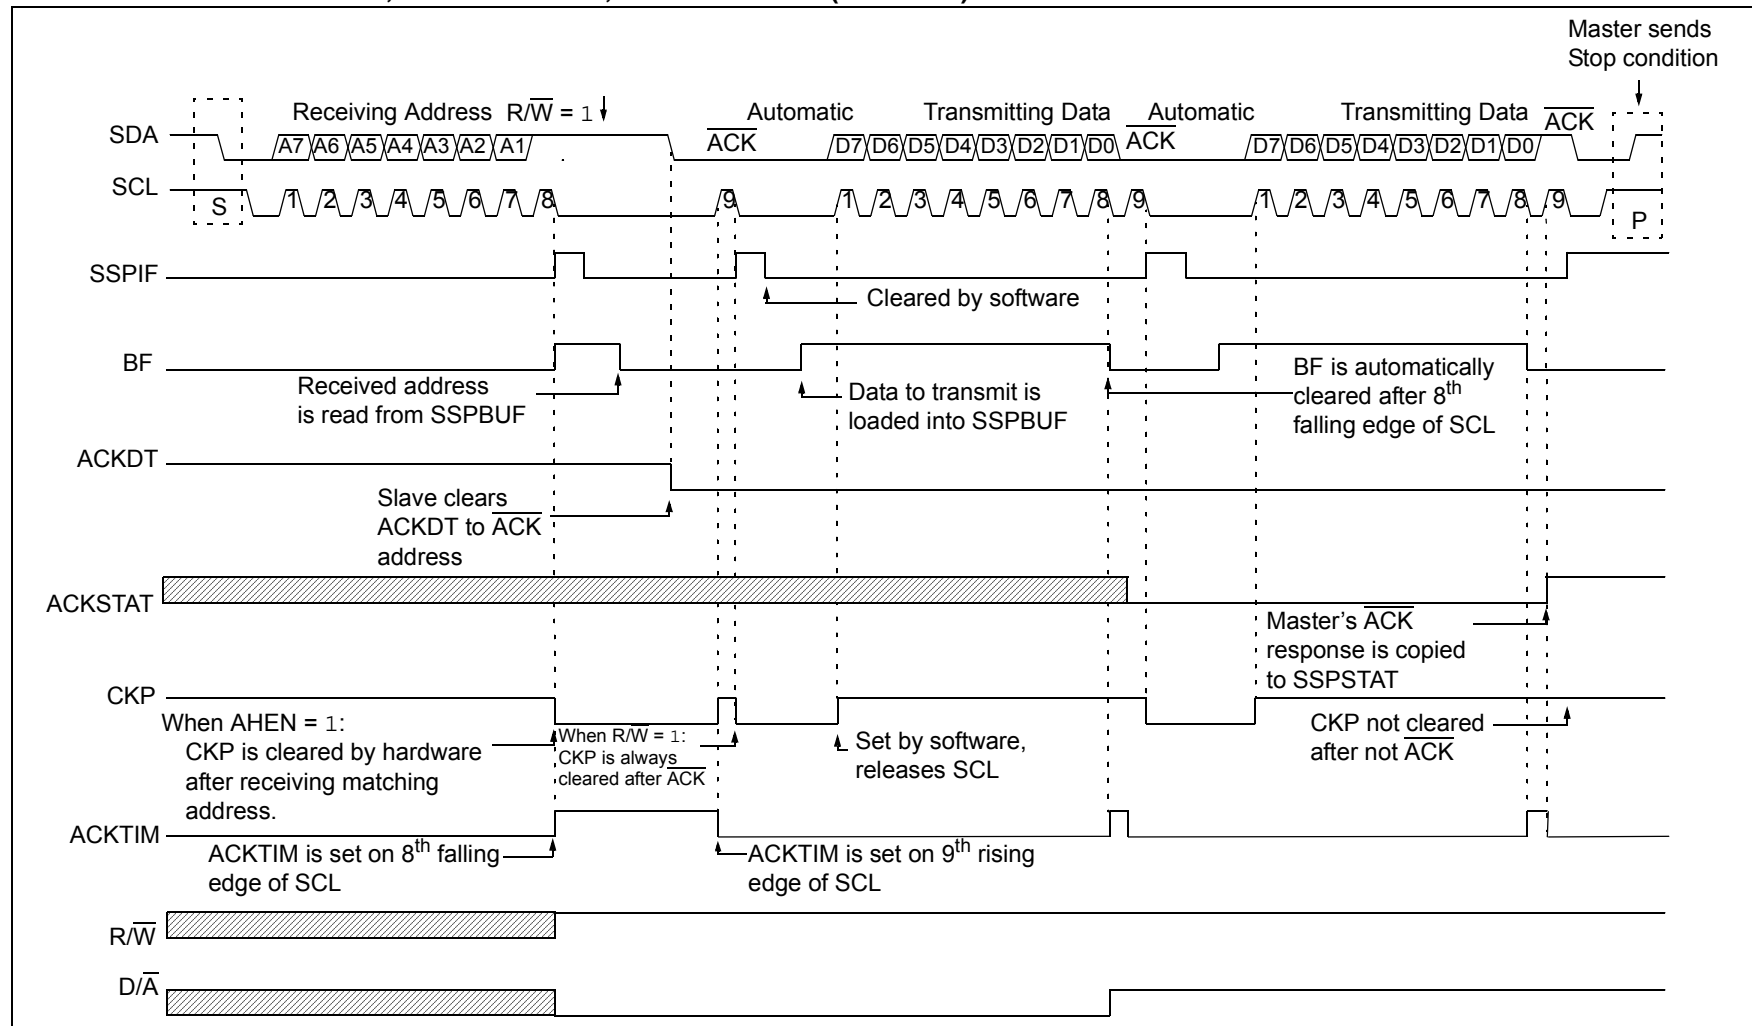 Master sends
Stop condition
Receiving Address R/W̅ = 1
Automatic
Transmitting Data
Automatic
Transmitting Data
A̅C̅K̅
SDA
A7 A6 A5 A4 A3 A2 A1
A̅C̅K̅
D7 D6 D5 D4 D3 D2 D1 D0
A̅C̅K̅
D7 D6 D5 D4 D3 D2 D1 D0
SCL
S
1 2 3 4 5 6 7 8
9
1 2 3 4 5 6 7 8 9
1 2 3 4 5 6 7 8 9
P
SSPIF
Cleared by software
BF
Received address
is read from SSPBUF
Data to transmit is
loaded into SSPBUF
BF is automatically
cleared after 8th
falling edge of SCL
ACKDT
Slave clears
ACKDT to A̅C̅K̅
address
ACKSTAT
Master's A̅C̅K̅
response is copied
to SSPSTAT
CKP
When AHEN = 1:
CKP is cleared by hardware
after receiving matching
address.
When R/W̅ = 1:
CKP is always
cleared after A̅C̅K̅
Set by software,
releases SCL
CKP not cleared
after not A̅C̅K̅
ACKTIM
ACKTIM is set on 8th falling
edge of SCL
ACKTIM is set on 9th rising
edge of SCL
R/W̅
D/A̅